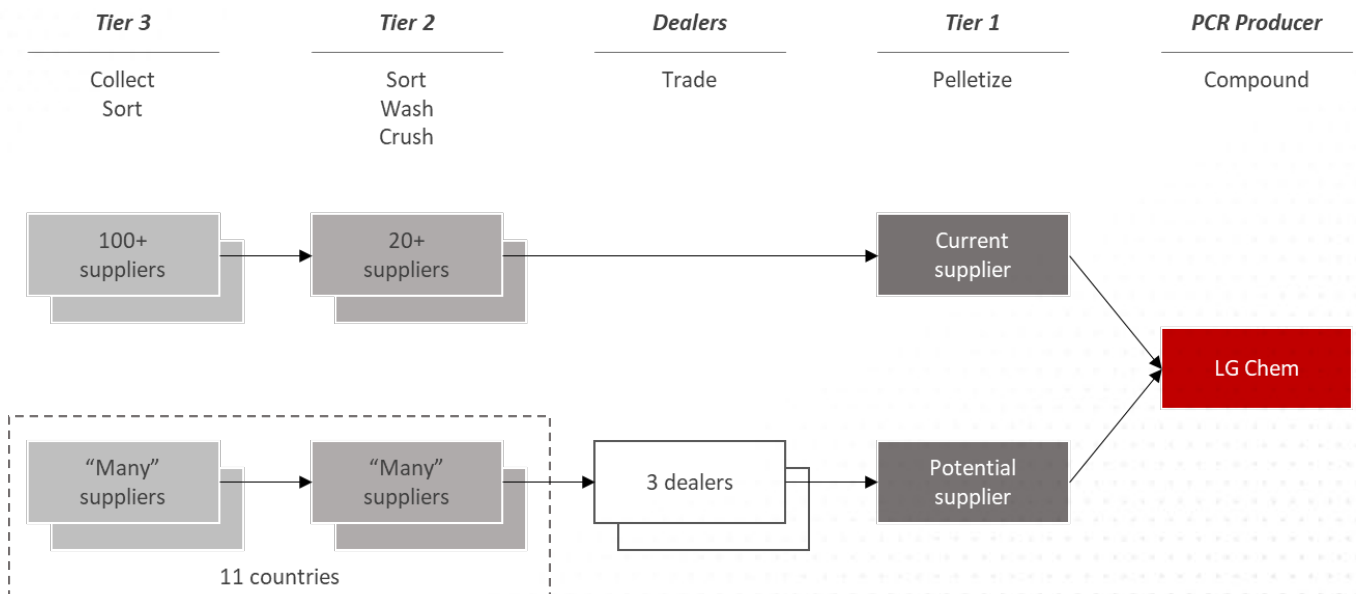 Tier 3
Tier 2
Dealers
Tier 1
PCR Producer
Collect
Sort
Sort
Wash
Crush
Trade
Pelletize
Compound
100+
suppliers
20+
suppliers
Current
supplier
LG Chem
“Many”
suppliers
“Many”
suppliers
3 dealers
Potential
supplier
11 countries